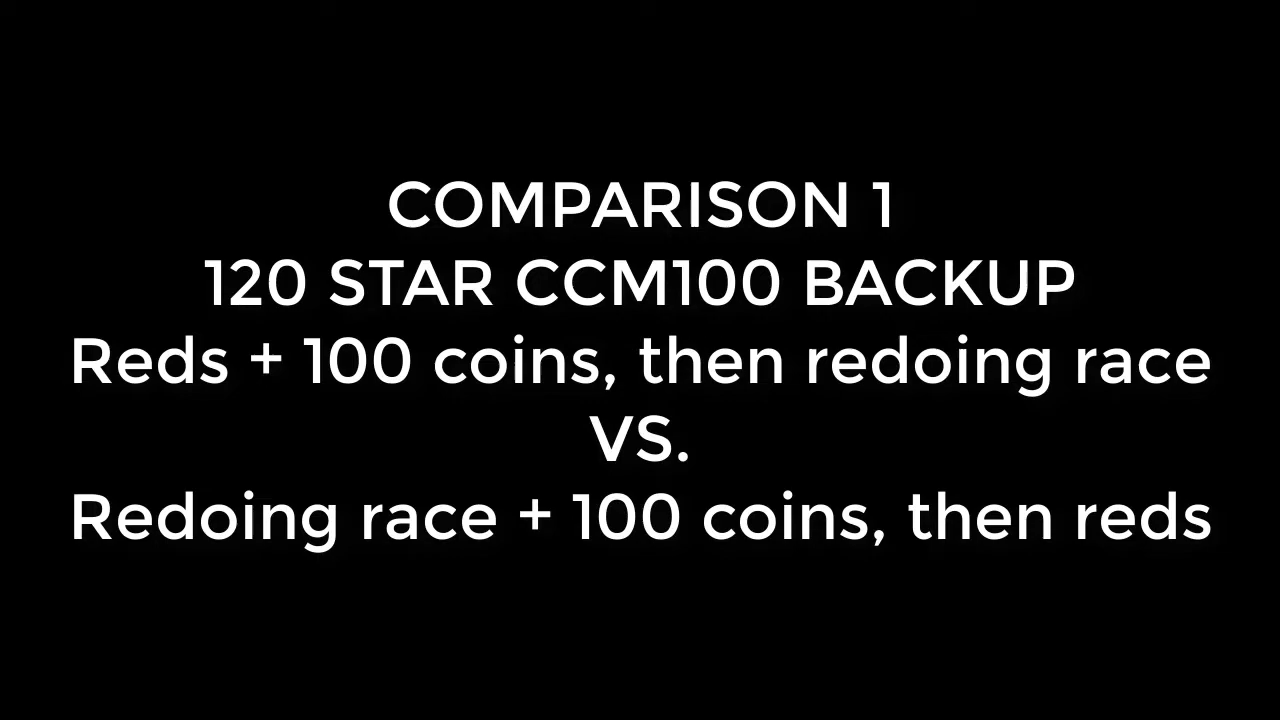 COMPARISON 1
120 STAR CCM100 BACKUP
Reds + 100 coins, then redoing race
VS.
Redoing race + 100 coins, then reds